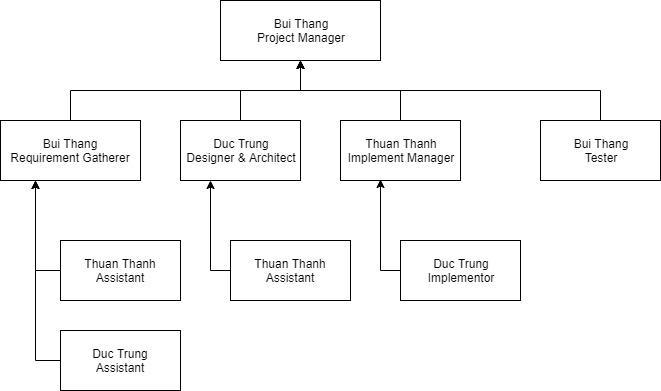 Bui Thang
Project Manager
Bui Thang
Requirement Gatherer
Duc Trung
Designer & Architect
Thuan Thanh
Implement Manager
Bui Thang
Tester
Thuan Thanh
Assistant
Thuan Thanh
Assistant
Duc Trung
Implementor
Duc Trung
Assistant